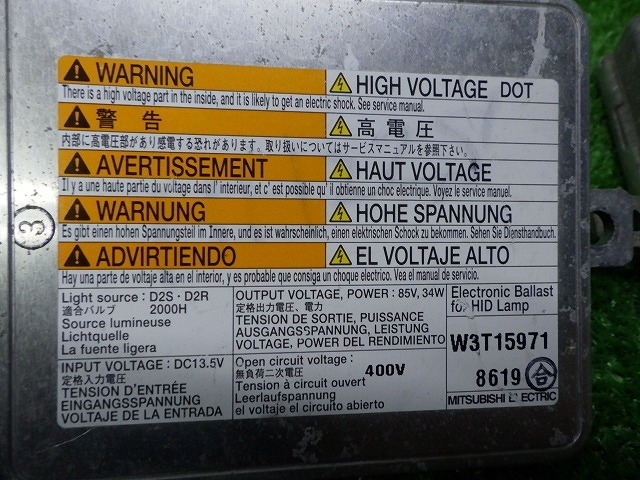 WARNING
HIGH VOLTAGE DOT
There is a high voltage part in the inside, and it is likely to get an electric shock. See service manual.
警告
高電圧
内部に高電圧部があり感電する恐れがあります。取り扱いについてはサービスマニュアルを参照下さい。
AVERTISSEMENT
HAUT VOLTAGE
Il y a une haute partie du voltage dans l' interieur, et c' est possible qu' il obtienne un choc electrique. Voyez le service manuel.
WARNUNG
HOHE SPANNUNG
Es gibt einen hohen Spannungsteil im Innere, und es ist wahrscheinlich, einen elektrischen Schock zu bekommen. Sehen Sie Diensthandbuch.
ADVIRTIENDO
EL VOLTAJE ALTO
Hay una parte de voltaje alta en el interior, y es probable que consiga un choque electrico. Vea el manual de servicio.
Light source : D2S · D2R
適合バルブ 2000H
Source lumineuse
Lichtquelle
La fuente ligera
INPUT VOLTAGE : DC13.5V
定格入力電圧
TENSION D'ENTRÉE
EINGANGSSPANNUNG
VOLTAJE DE LA ENTRADA
OUTPUT VOLTAGE, POWER : 85V, 34W
定格出力電圧、電力
TENSION DE SORTIE, PUISSANCE
AUSGANGSSPANNUNG, LEISTUNG
VOLTAJE, POWER DEL RENDIMIENTO
Open circuit voltage :
無負荷二次電圧 400V
Tension à circuit ouvert
Leerlaufspannung
el voltaje el circuito abierto
Electronic Ballast
for HID Lamp
W3T15971
8619 合
MITSUBISHI ELECTRIC
3